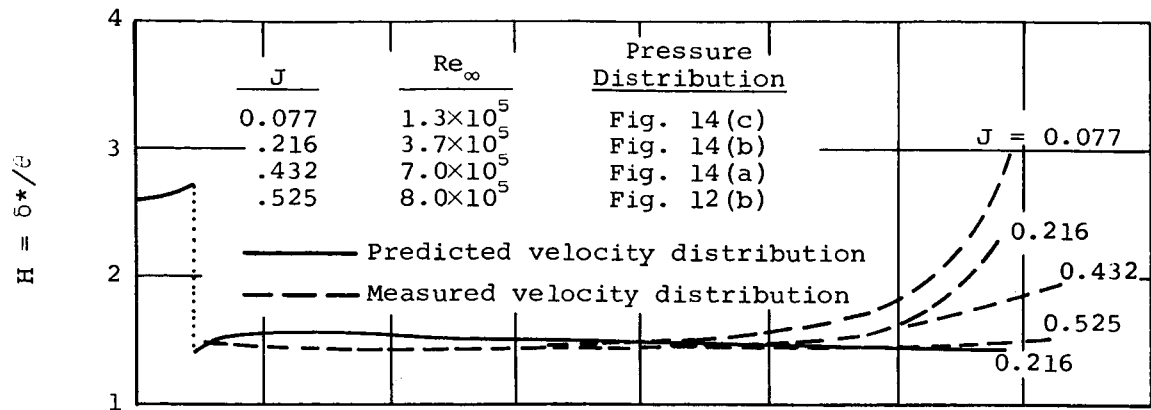 4
3
2
1
H = δ*/θ
Pressure
J Re∞ Distribution
0.077 1.3×10⁵ Fig. 14(c)
.216 3.7×10⁵ Fig. 14(b)
.432 7.0×10⁵ Fig. 14(a)
.525 8.0×10⁵ Fig. 12(b)
Predicted velocity distribution
Measured velocity distribution
J = 0.077
0.216
0.432
0.525
0.216